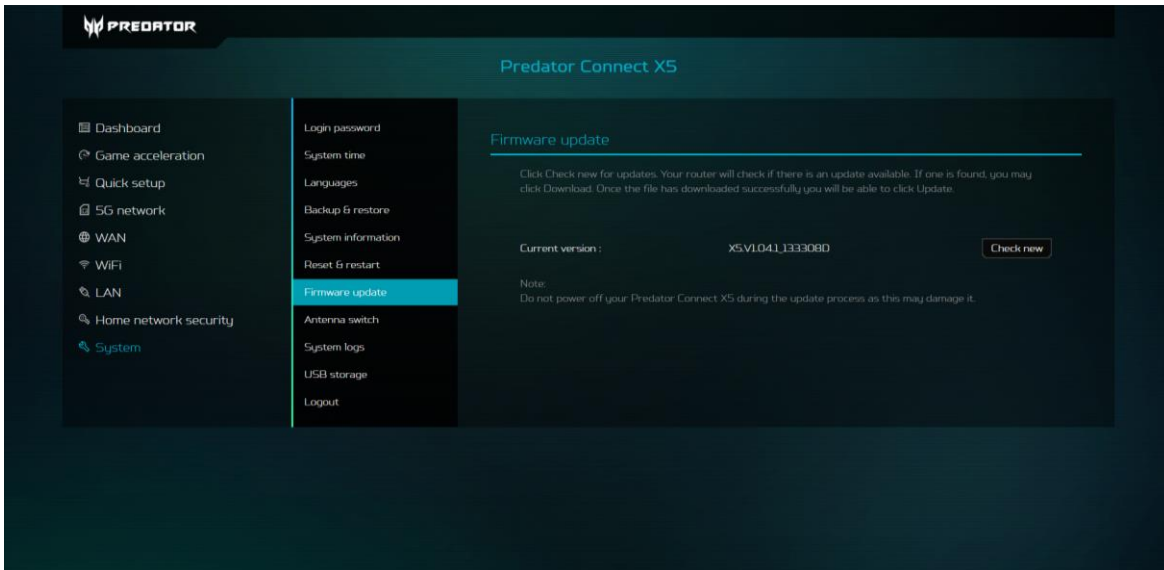 PREDATOR
Predator Connect X5
Dashboard
Game acceleration
Quick setup
5G network
WAN
WiFi
LAN
Home network security
System
Login password
System time
Languages
Backup & restore
System information
Reset & restart
Firmware update
Antenna switch
System logs
USB storage
Logout
Firmware update
Click Check new for updates. Your router will check if there is an update available. If one is found, you may
click Download. Once the file has downloaded successfully you will be able to click Update.
Current version : X5.V1.04.1_133308D Check new
Note:
Do not power off your Predator Connect X5 during the update process as this may damage it.